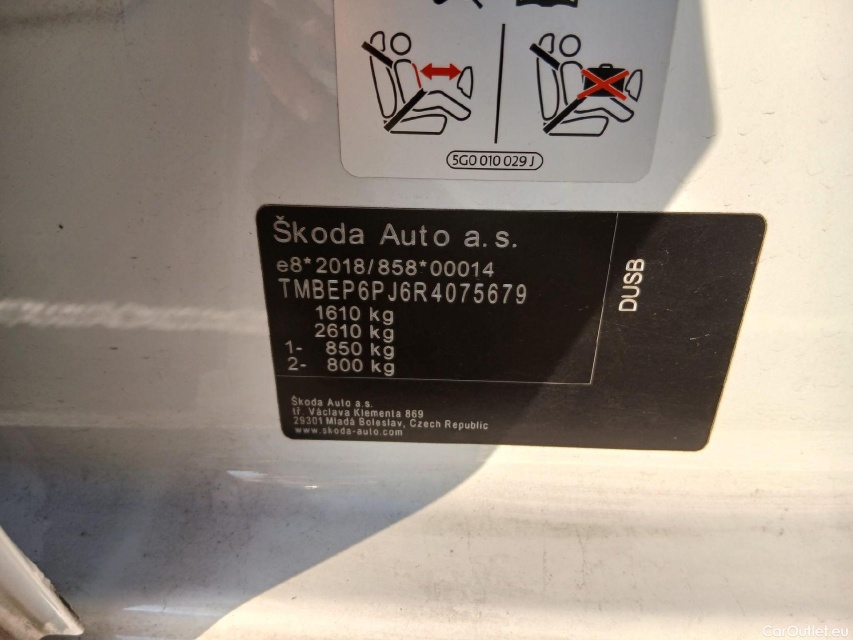 5G0 010 029 J
Škoda Auto a.s.
e8*2018/858*00014
TMBEP6PJ6R4075679
1610 kg
2610 kg
1- 850 kg
2- 800 kg
DUSB
Škoda Auto a.s.
tř. Václava Klementa 869
29301 Mladá Boleslav, Czech Republic
www.skoda-auto.com
CarOutlet.eu